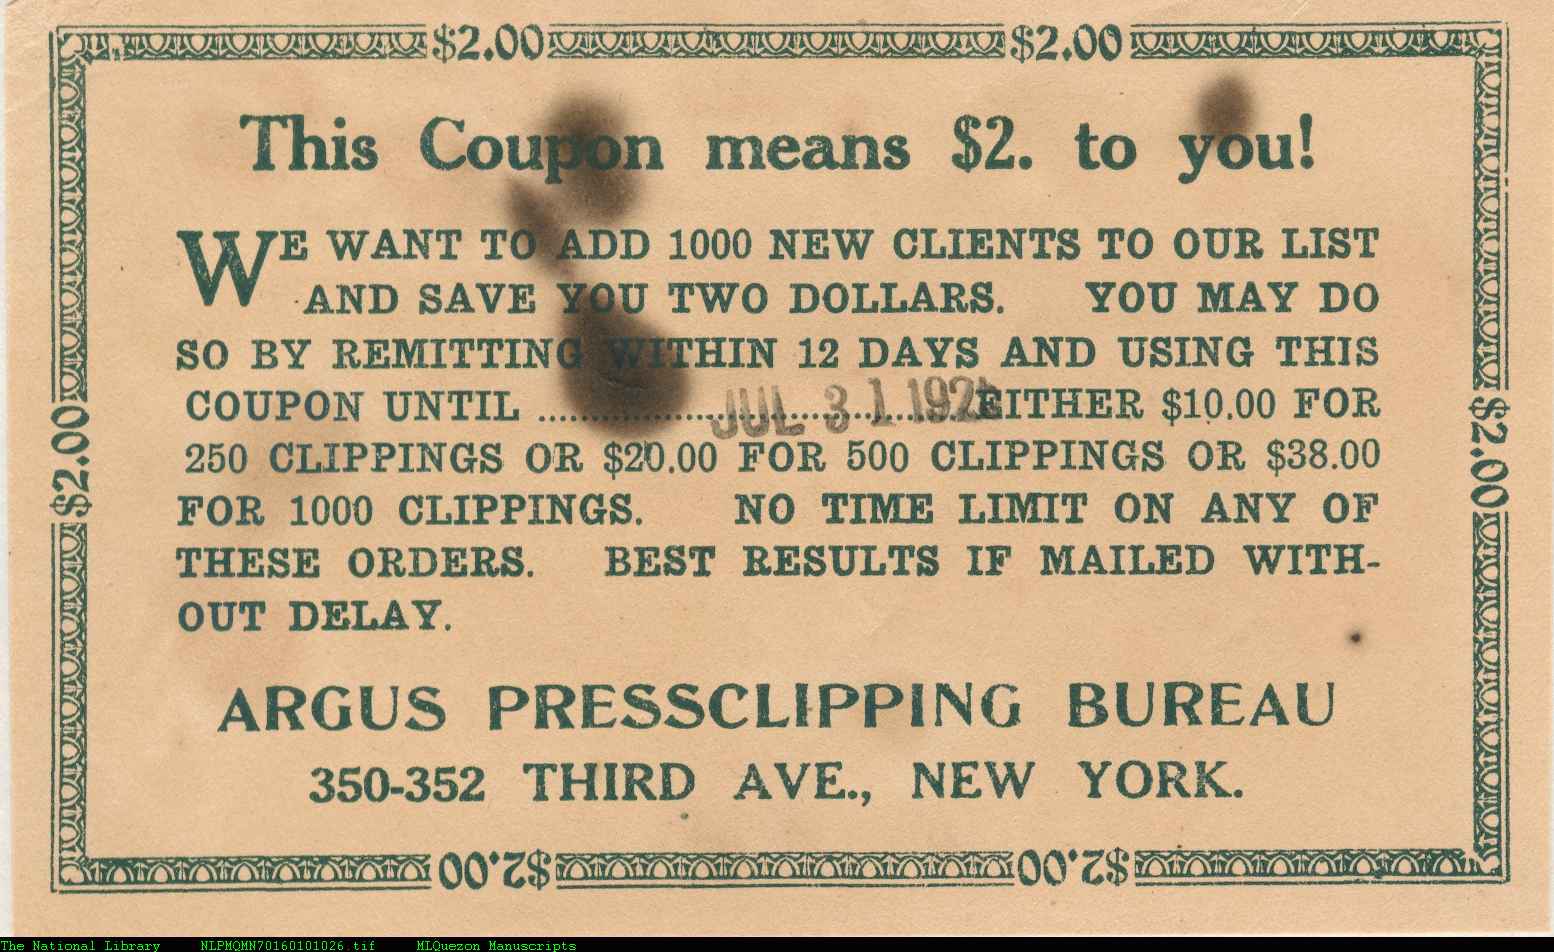 $2.00 $2.00
This Coupon means $2. to you!
WE WANT TO ADD 1000 NEW CLIENTS TO OUR LIST
AND SAVE YOU TWO DOLLARS. YOU MAY DO
SO BY REMITTING WITHIN 12 DAYS AND USING THIS
COUPON UNTIL .......... JUL 31 EITHER $10.00 FOR
250 CLIPPINGS OR $20.00 FOR 500 CLIPPINGS OR $38.00
FOR 1000 CLIPPINGS. NO TIME LIMIT ON ANY OF
THESE ORDERS. BEST RESULTS IF MAILED WITH-
OUT DELAY.
$2.00
$2.00
ARGUS PRESSCLIPPING BUREAU
350-352 THIRD AVE., NEW YORK.
$2.00 $2.00
The National Library NLPMQMN70160101026.tif MLQuezon Manuscripts